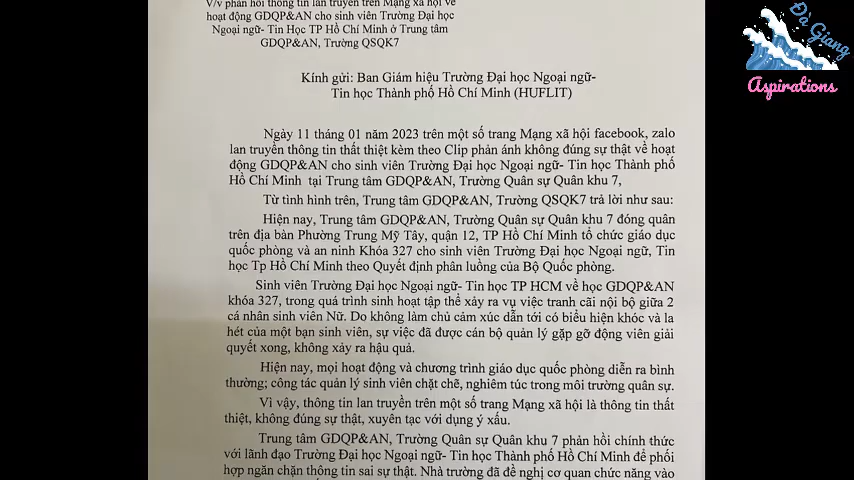 V/v phản hồi thông tin lan truyền trên Mạng xã hội về
hoạt động GDQP&AN cho sinh viên Trường Đại học
Ngoại ngữ- Tin Học TP Hồ Chí Minh ở Trung tâm
GDQP&AN, Trường QSQK7
Kính gửi: Ban Giám hiệu Trường Đại học Ngoại ngữ-
Tin học Thành phố Hồ Chí Minh (HUFLIT)
Ngày 11 tháng 01 năm 2023 trên một số trang Mạng xã hội facebook, zalo
lan truyền thông tin thất thiệt kèm theo Clip phản ánh không đúng sự thật về hoạt
động GDQP&AN cho sinh viên Trường Đại học Ngoại ngữ- Tin học Thành phố
Hồ Chí Minh tại Trung tâm GDQP&AN, Trường Quân sự Quân khu 7,
Từ tình hình trên, Trung tâm GDQP&AN, Trường QSQK7 trả lời như sau:
Hiện nay, Trung tâm GDQP&AN, Trường Quân sự Quân khu 7 đóng quân
trên địa bàn Phường Trung Mỹ Tây, quận 12, TP Hồ Chí Minh tổ chức giáo dục
quốc phòng và an ninh Khóa 327 cho sinh viên Trường Đại học Ngoại ngữ, Tin
học Tp Hồ Chí Minh theo Quyết định phân luồng của Bộ Quốc phòng.
Sinh viên Trường Đại học Ngoại ngữ- Tin học TP HCM về học GDQP&AN
khóa 327, trong quá trình sinh hoạt tập thể xảy ra vụ việc tranh cãi nội bộ giữa 2
cá nhân sinh viên Nữ. Do không làm chủ cảm xúc dẫn tới có biểu hiện khóc và la
hét của một bạn sinh viên, sự việc đã được cán bộ quản lý gặp gỡ động viên giải
quyết xong, không xảy ra hậu quả.
Hiện nay, mọi hoạt động và chương trình giáo dục quốc phòng diễn ra bình
thường; công tác quản lý sinh viên chặt chẽ, nghiêm túc trong môi trường quân sự.
Vì vậy, thông tin lan truyền trên một số trang Mạng xã hội là thông tin thất
thiệt, không đúng sự thật, xuyên tạc với dụng ý xấu.
Trung tâm GDQP&AN, Trường Quân sự Quân khu 7 phản hồi chính thức
với lãnh đạo Trường Đại học Ngoại ngữ- Tin học Thành phố Hồ Chí Minh để phối
hợp ngăn chặn thông tin sai sự thật. Nhà trường đã đề nghị cơ quan chức năng vào
Đà Giang
Aspirations